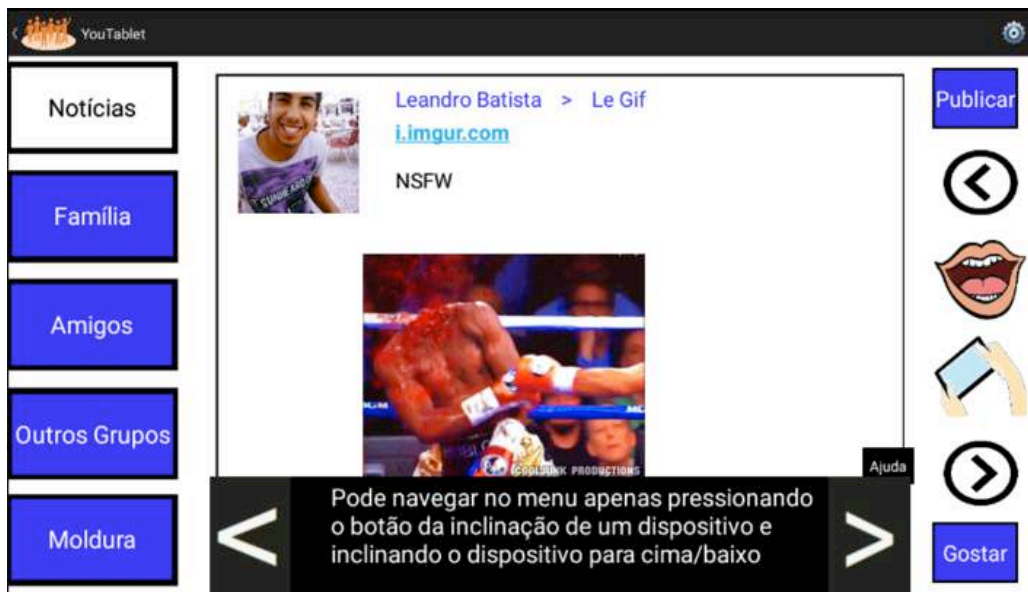 YouTablet
Notícias
Família
Amigos
Outros Grupos
Moldura
Leandro Batista > Le Gif
i.imgur.com
NSFW
PRODUCTIONS
Ajuda
Pode navegar no menu apenas pressionando
o botão da inclinação de um dispositivo e
inclinando o dispositivo para cima/baixo
Publicar
Gostar